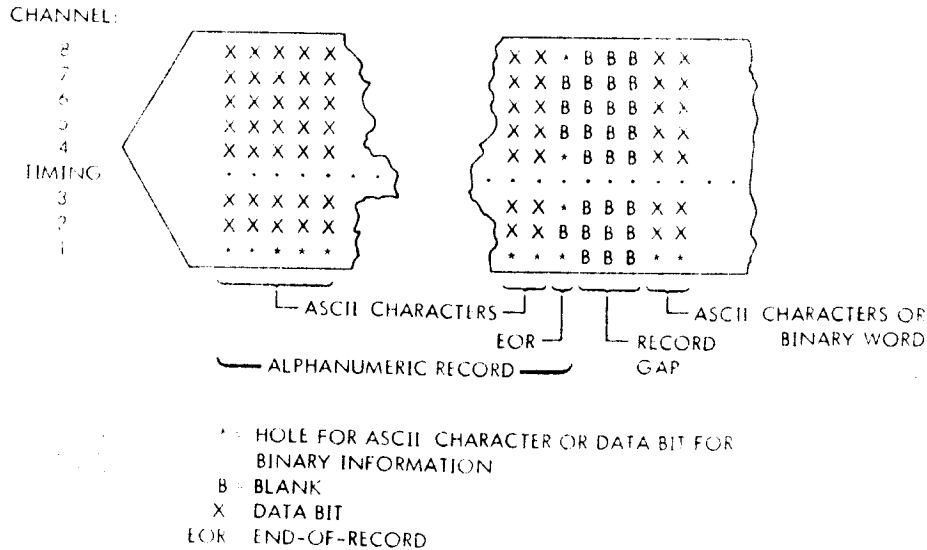 CHANNEL:
8 X X X X X X X * B B B X X
7 X X X X X X X B B B B X X
6 X X X X X X X B B B B X X
5 X X X X X X X B B B B X X
4 X X X X X X X * B B B X X
TIMING . . . . . . . . . . . . . . . . .
3 X X X X X X X * B B B X X
2 X X X X X X X B B B B X X
1 * * * * * * * * B B B * *
ASCII CHARACTERS
EOR
RECORD GAP
ASCII CHARACTERS OR
BINARY WORD
ALPHANUMERIC RECORD
* = HOLE FOR ASCII CHARACTER OR DATA BIT FOR
BINARY INFORMATION
B = BLANK
X DATA BIT
EOR END-OF-RECORD